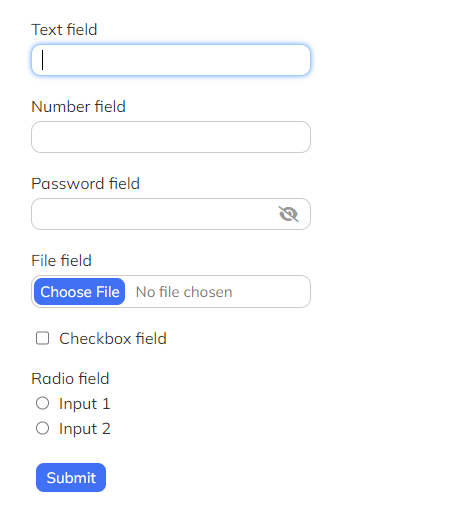 Text field
Number field
Password field
File field
Choose File No file chosen
Checkbox field
Radio field
Input 1
Input 2
Submit